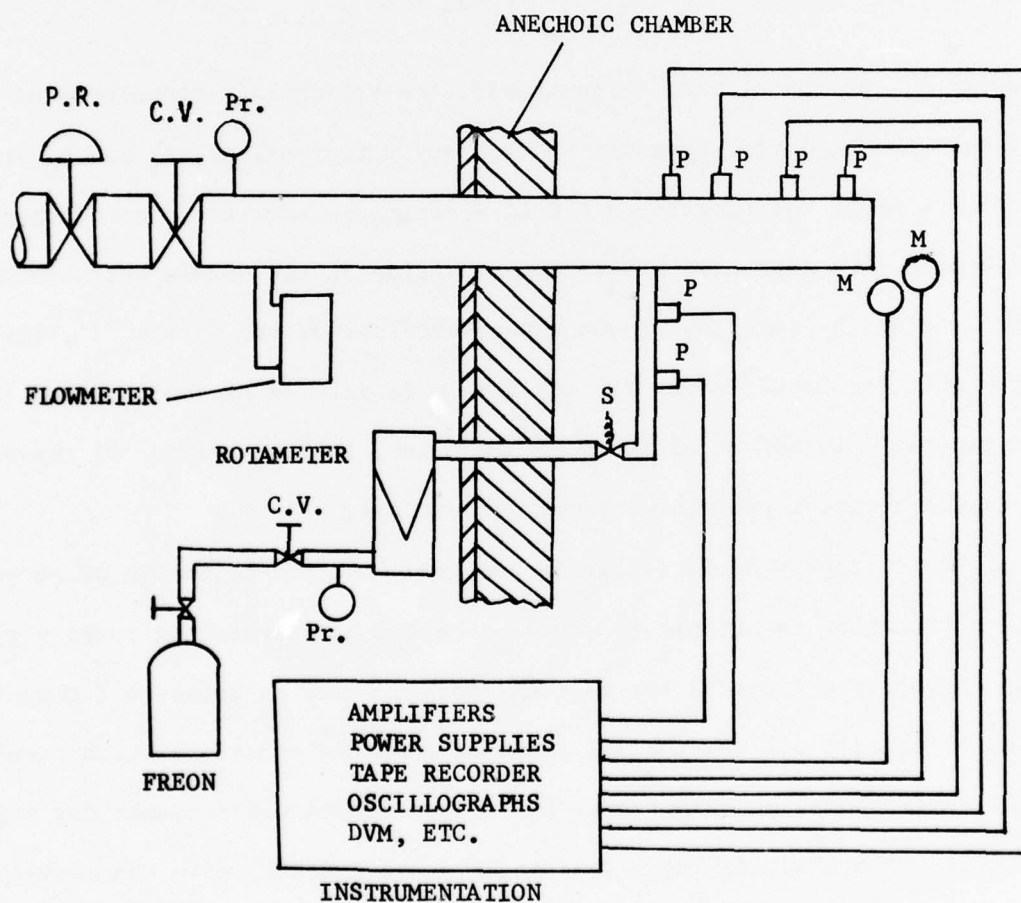 ANECHOIC CHAMBER
P.R.
C.V.
Pr.
P
P
P
P
M
M
P
P
FLOWMETER
S
ROTAMETER
C.V.
Pr.
FREON
AMPLIFIERS
POWER SUPPLIES
TAPE RECORDER
OSCILLOGRAPHS
DVM, ETC.
INSTRUMENTATION